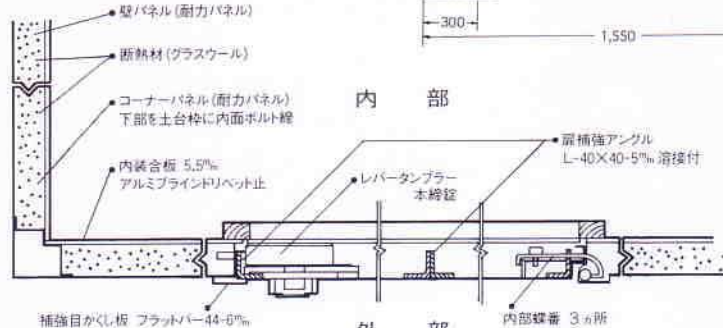 壁パネル(耐力パネル)
300
1,550
断熱材(グラスウール)
コーナーパネル(耐力パネル)
下部を土台枠に内面ボルト締
内部
扉補強アングル
L-40×40-5㎜ 溶接付
内装合板 5.5㎜
アルミブラインドリベット止
レバータンブラー
本締錠
補強目かくし板 フラットバー44-6㎜
内部蝶番 3ヵ所
外部